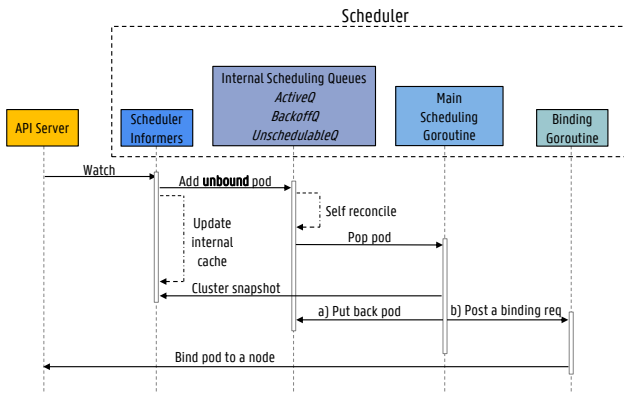 Scheduler
API Server
Scheduler
Informers
Internal Scheduling Queues
ActiveQ
BackoffQ
UnschedulableQ
Main
Scheduling
Goroutine
Binding
Goroutine
Watch
Add unbound pod
Self reconcile
Update
internal
cache
Pop pod
Cluster snapshot
a) Put back pod
b) Post a binding req
Bind pod to a node